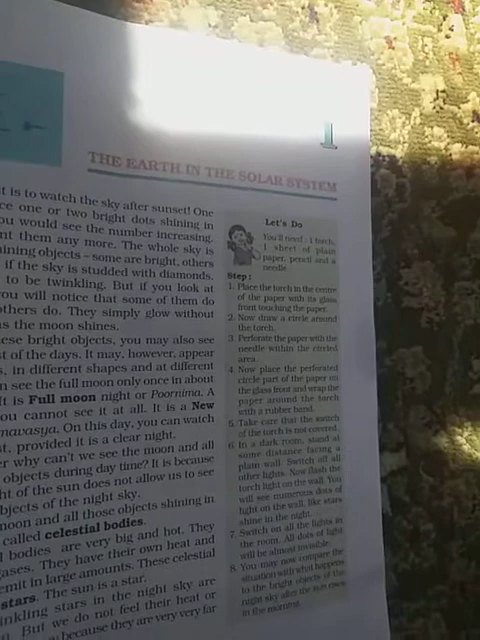 1
THE EARTH IN THE SOLAR SYSTEM
t is to watch the sky after sunset! One
ce one or two bright dots shining in
ou would see the number increasing.
nt them any more. The whole sky is
ining objects – some are bright, others
if the sky is studded with diamonds.
to be twinkling. But if you look at
you will notice that some of them do
others do. They simply glow without
as the moon shines.
ese bright objects, you may also see
st of the days. It may, however, appear
s, in different shapes and at different
n see the full moon only once in about
It is Full moon night or Poornima. A
ou cannot see it at all. It is a New
mavasya. On this day, you can watch
st, provided it is a clear night.
er why can't we see the moon and all
objects during day time? It is because
ht of the sun does not allow us to see
bjects of the night sky.
moon and all those objects shining in
called celestial bodies.
l bodies are very big and hot. They
gases. They have their own heat and
emit in large amounts. These celestial
stars. The sun is a star.
inkling stars in the night sky are
. But we do not feel their heat or
because they are very very far
Let's Do
You'll need : 1 torch,
1 sheet of plain
paper, pencil and a
needle.
Step :
1. Place the torch in the centre
of the paper with its glass
front touching the paper.
2. Now draw a circle around
the torch.
3. Perforate the paper with the
needle within the circled
area.
4. Now place the perforated
circle part of the paper on
the glass front and wrap the
paper around the torch
with a rubber band.
5. Take care that the switch
of the torch is not covered.
6. In a dark room, stand at
some distance facing a
plain wall. Switch off all
other lights. Now flash the
torch light on the wall. You
will see numerous dots of
light on the wall, like stars
shine in the night.
7. Switch on all the lights in
the room. All dots of light
will be almost invisible.
8. You may now compare the
situation with what happens
to the bright objects of the
night sky after the sun rises
in the morning.